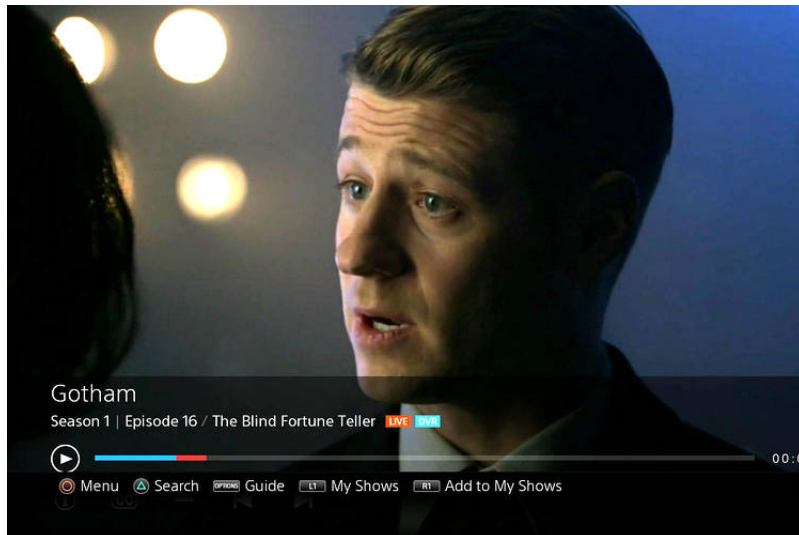 Gotham
Season 1 | Episode 16 / The Blind Fortune Teller LIVE DVR
Menu Search OPTIONS Guide L1 My Shows R1 Add to My Shows